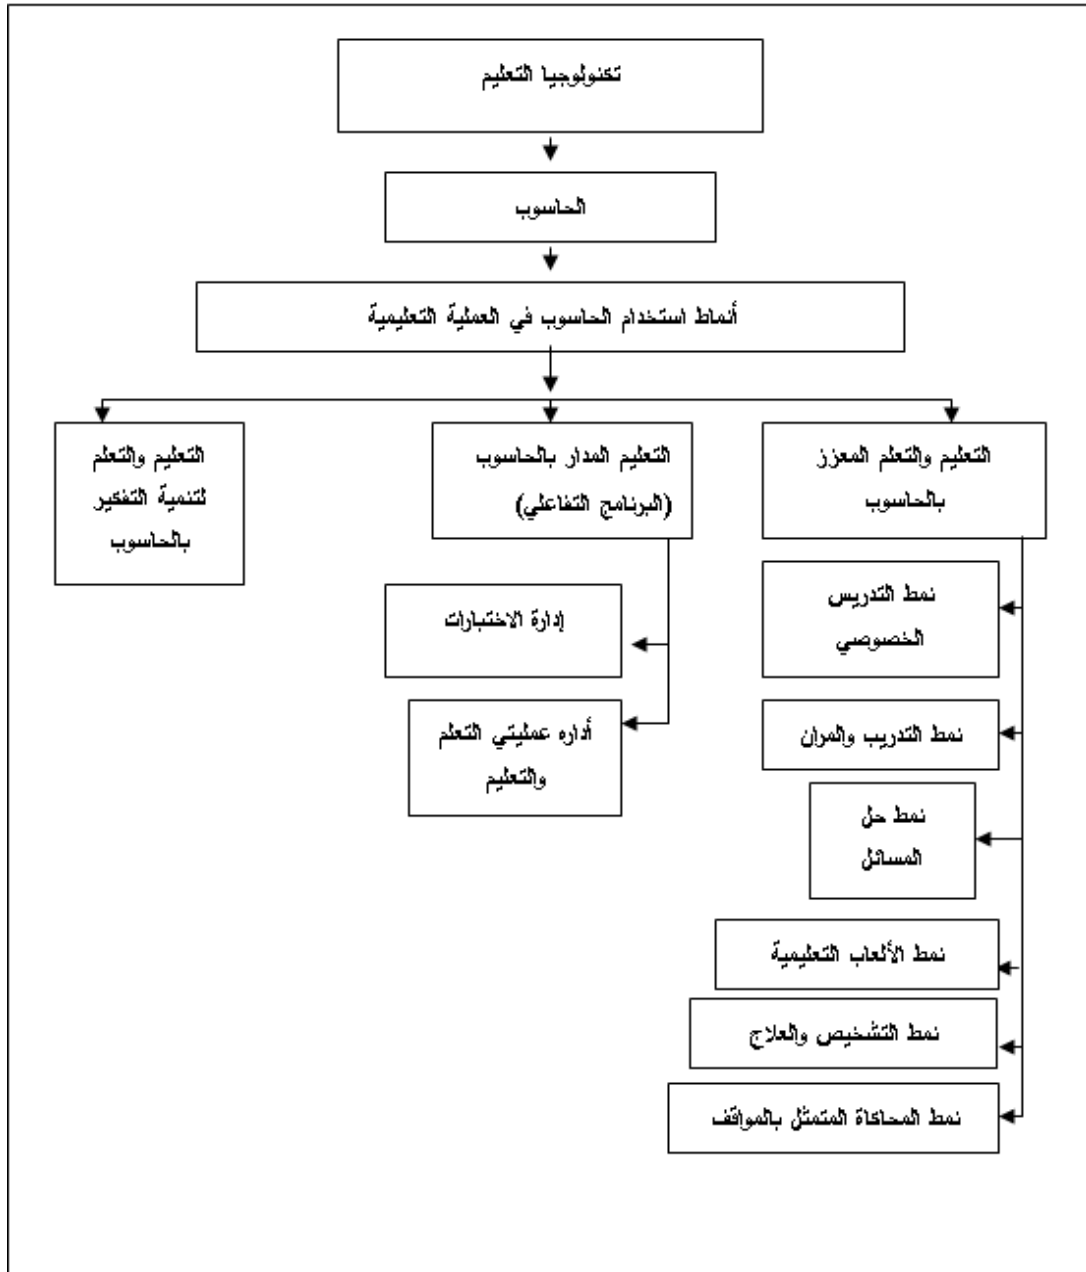 تكنولوجيا التعليم
الحاسوب
أنماط استخدام الحاسوب في العملية التعليمية
التعليم والتعلم المعزز
بالحاسوب
التعليم المدار بالحاسوب
(البرنامج التفاعلي)
التعليم والتعلم
لتنمية التفكير
بالحاسوب
نمط التدريس
الخصوصي
نمط التدريب والمران
نمط حل
المسائل
نمط الألعاب التعليمية
نمط التشخيص والعلاج
نمط المحاكاة المتمثل بالمواقف
إدارة الاختبارات
أداره عمليتي التعلم
والتعليم